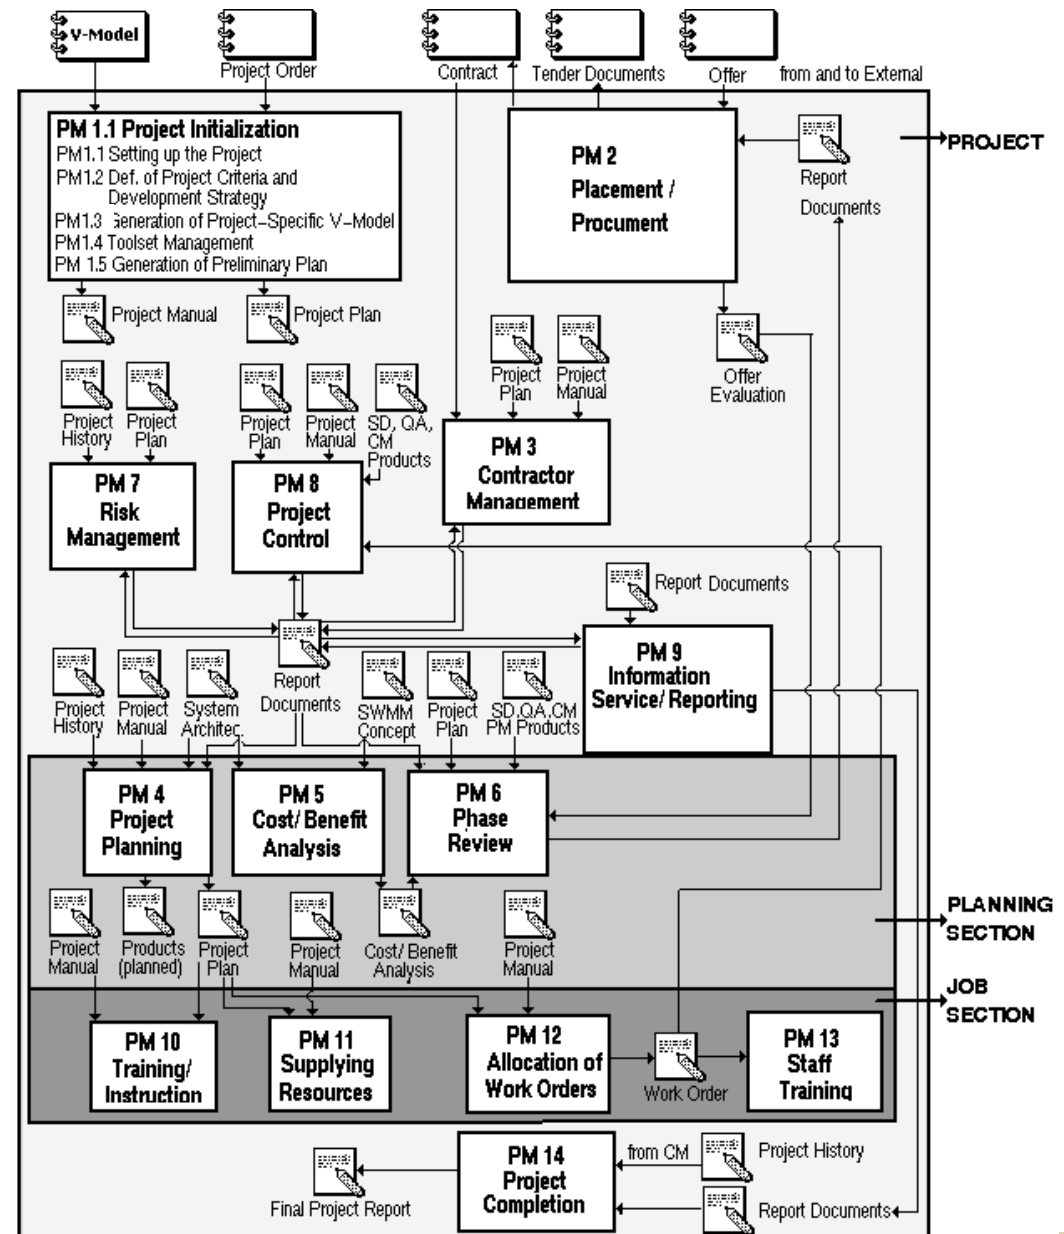 V-Model
Project Order
Contract
Tender Documents
Offer
from and to External
PM 1.1 Project Initialization
PM1.1 Setting up the Project
PM1.2 Def. of Project Criteria and
Development Strategy
PM1.3 Generation of Project-Specific V-Model
PM1.4 Toolset Management
PM 1.5 Generation of Preliminary Plan
PM 2
Placement /
Procument
Report
Documents
PROJECT
Project Manual
Project Plan
Offer
Evaluation
Project
Plan
Project
Manual
Project
History
Project
Plan
Project
Plan
Project
Manual
SD, QA,
CM
Products
PM 7
Risk
Management
PM 8
Project
Control
PM 3
Contractor
Management
Report Documents
Report
Documents
PM 9
Information
Service/ Reporting
Project
History
Project
Manual
System
Architec.
SWMM
Concept
Project
Plan
SD,QA,CM
PM Products
PM 4
Project
Planning
PM 5
Cost/ Benefit
Analysis
PM 6
Phase
Review
Project
Manual
Products
(planned)
Project
Plan
Project
Manual
Cost/ Benefit
Analysis
Project
Manual
PLANNING
SECTION
JOB
SECTION
PM 10
Training/
Instruction
PM 11
Supplying
Resources
PM 12
Allocation of
Work Orders
Work Order
PM 13
Staff
Training
PM 14
Project
Completion
from CM
Project History
Final Project Report
Report Documents